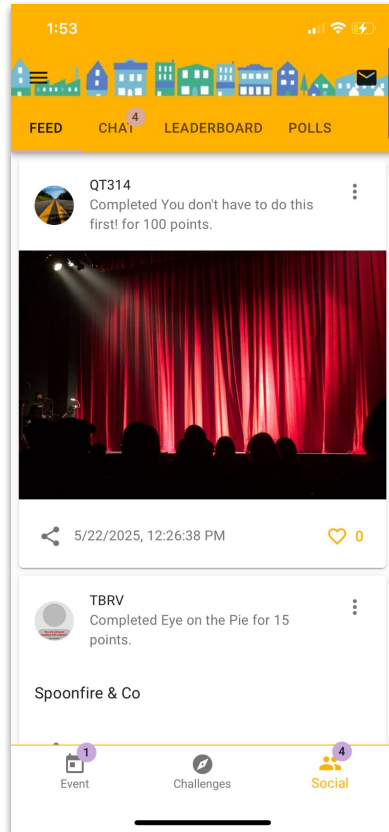 1:53
FEED
CHAT
4
LEADERBOARD
POLLS
QT314
Completed You don't have to do this
first! for 100 points.
5/22/2025, 12:26:38 PM
0
TBRV
Completed Eye on the Pie for 15
points.
Spoonfire & Co
1
Event
Challenges
4
Social